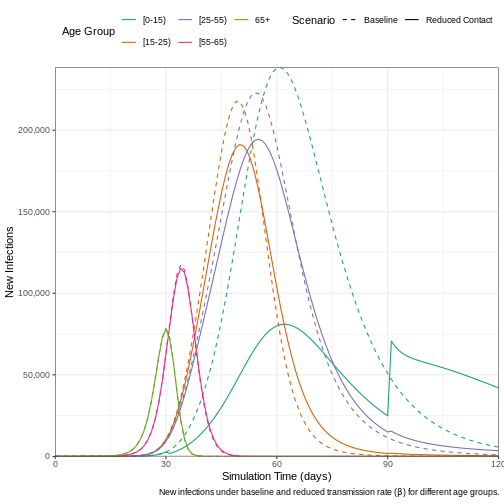 Age Group
[0-15) [25-55) 65+
[15-25) [55-65)
Scenario Baseline Reduced Contact
New Infections
200,000
150,000
100,000
50,000
0
0 30 60 90 120
Simulation Time (days)
New infections under baseline and reduced transmission rate (β) for different age groups